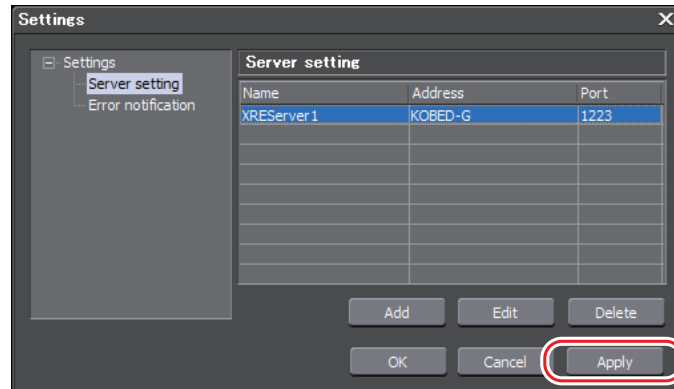 Settings
X
Settings
Server setting
Error notification
Server setting
Name Address Port
XREServer1 KOBED-G 1223
Add Edit Delete
OK Cancel Apply